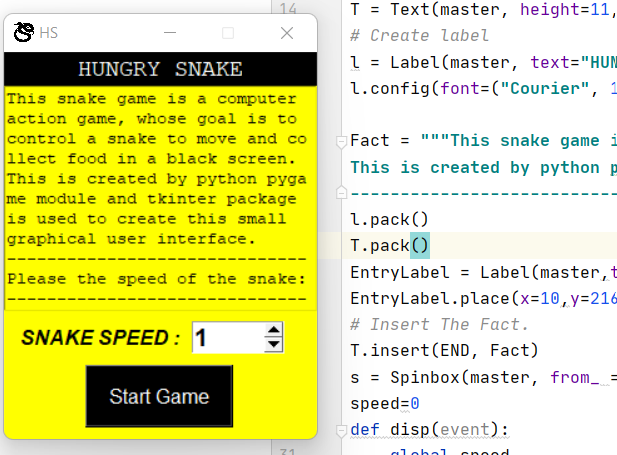 HS
HUNGRY SNAKE
This snake game is a computer
action game, whose goal is to
control a snake to move and co
llect food in a black screen.
This is created by python pyga
me module and tkinter package
is used to create this small
graphical user interface.
------------------------------
Please the speed of the snake:
------------------------------
SNAKE SPEED : 1
Start Game
14
T = Text(master, height=11,
# Create label
l = Label(master, text="HUN
l.config(font=("Courier", 1
Fact = """This snake game i
This is created by python p
---------------------------
l.pack()
T.pack()
EntryLabel = Label(master,t
EntryLabel.place(x=10,y=216
# Insert The Fact.
T.insert(END, Fact)
s = Spinbox(master, from_ =
speed=0
def disp(event):
31
global speed